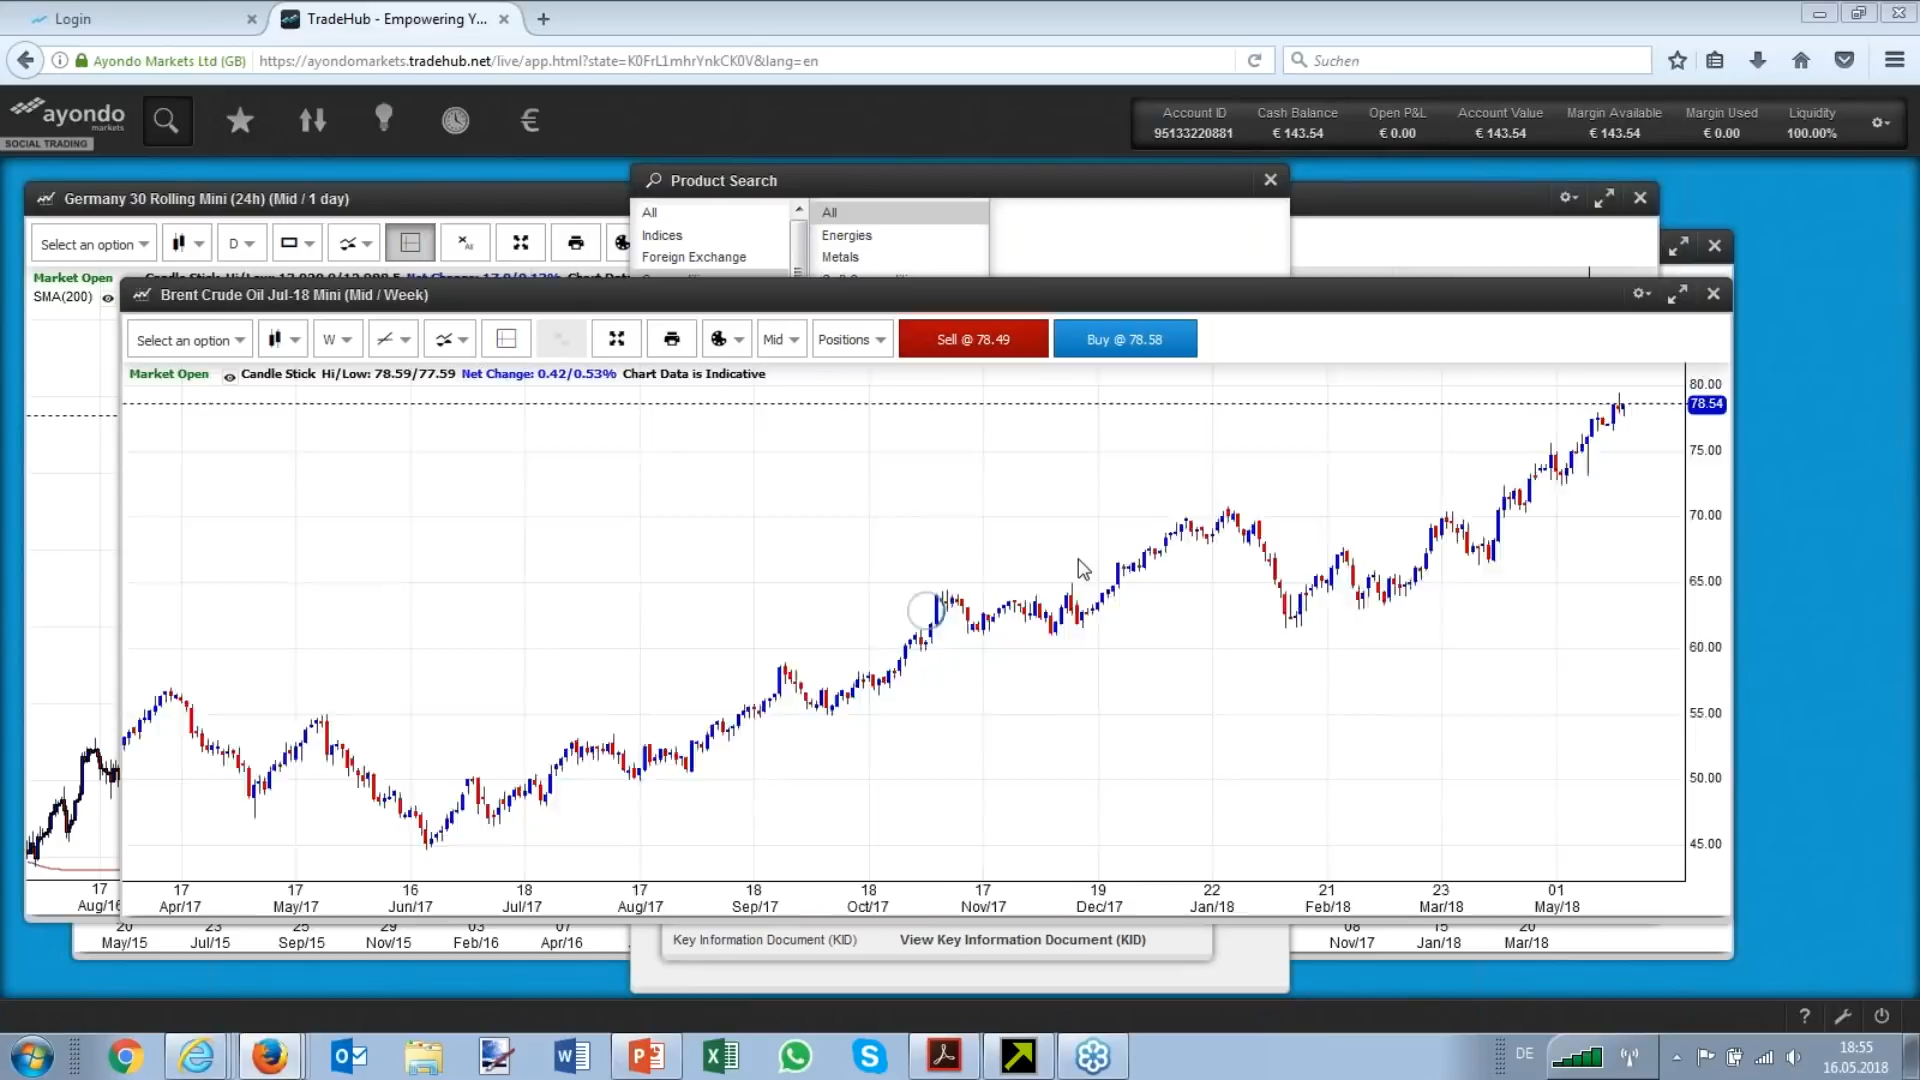 Login
TradeHub - Empowering Y...
Ayondo Markets Ltd (GB)
https://ayondomarkets.tradehub.net/live/app.html?state=K0FrL1mhrYnkCK0V&lang=en
Suchen
ayondo
markets
SOCIAL TRADING
Account ID Cash Balance Open P&L Account Value Margin Available Margin Used Liquidity
95133220881 € 143.54 € 0.00 € 143.54 € 143.54 € 0.00 100.00%
Product Search
Germany 30 Rolling Mini (24h) (Mid / 1 day)
All All
Indices Energies
Foreign Exchange Metals
Select an option D
Market Open
SMA(200)
Brent Crude Oil Jul-18 Mini (Mid / Week)
Select an option W Mid Positions Sell @ 78.49 Buy @ 78.58
Market Open Candle Stick Hi/Low: 78.59/77.59 Net Change: 0.42/0.53% Chart Data is Indicative
80.00
78.54
75.00
70.00
65.00
60.00
55.00
50.00
45.00
17 17 17 16 18 17 18 18 17 19 22 21 23 01
Aug/16 Apr/17 May/17 Jun/17 Jul/17 Aug/17 Sep/17 Oct/17 Nov/17 Dec/17 Jan/18 Feb/18 Mar/18 May/18
20 23 25 29 03 07 08 15 20
May/15 Jul/15 Sep/15 Nov/15 Feb/16 Apr/16 Nov/17 Jan/18 Mar/18
Key Information Document (KID) View Key Information Document (KID)
DE
18:55
16.05.2018